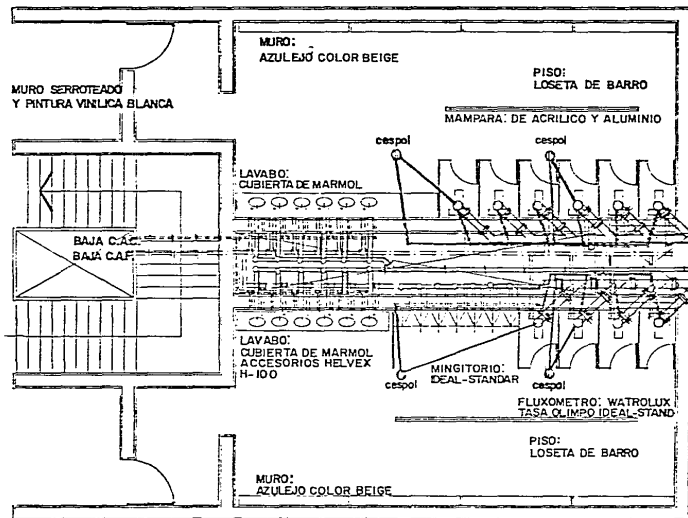 MURO:
AZULEJO COLOR BEIGE
PISO:
LOSETA DE BARRO
MURO SERROTEADO
Y PINTURA VINILICA BLANCA
MAMPARA: DE ACRILICO Y ALUMINIO
cespol
cespol
LAVABO:
CUBIERTA DE MARMOL
BAJA C.A.C.
BAJA C.A.F.
LAVABO:
CUBIERTA DE MARMOL
ACCESORIOS HELVEX
H-100
cespol
MINGITORIO:
IDEAL-STANDAR
cespol
FLUXOMETRO: WATROLUX
TASA OLIMPO IDEAL-STAND
PISO:
LOSETA DE BARRO
MURO:
AZULEJO COLOR BEIGE